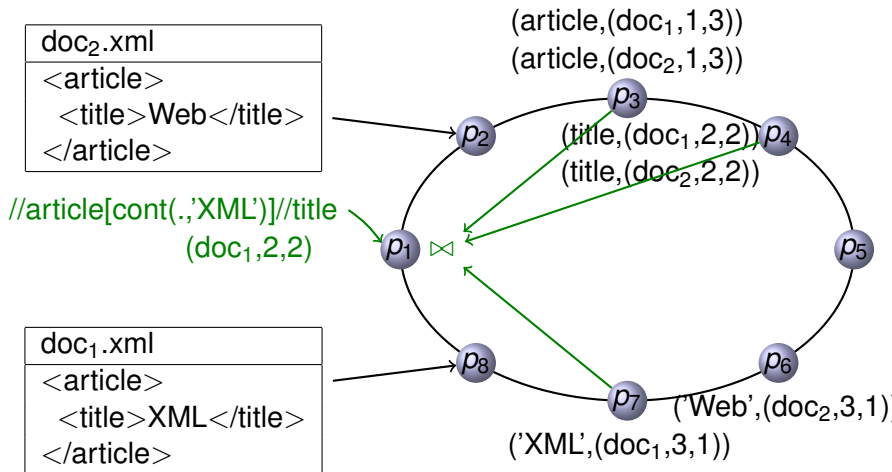 (article,(doc₁,1,3))
(article,(doc₂,1,3))
doc₂.xml
<article>
<title>Web</title>
</article>
p₃
p₂
p₄
(title,(doc₁,2,2))
(title,(doc₂,2,2))
//article[cont(.,'XML')]//title
(doc₁,2,2)
p₁ ⋈
p₅
doc₁.xml
<article>
<title>XML</title>
</article>
p₈
p₆
p₇
('Web',(doc₂,3,1))
('XML',(doc₁,3,1))